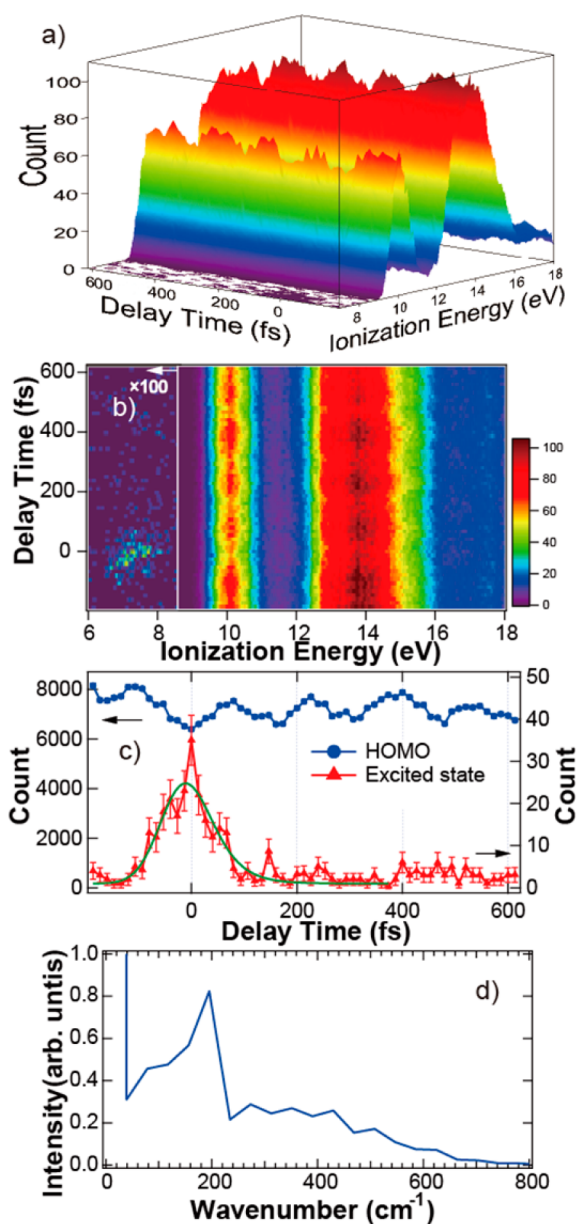 a)
100
80
60
40
20
0
Count
600
400
200
0
Delay Time (fs)
8
10
12
14
16
18
Ionization Energy (eV)
b)
×100
600
400
200
0
Delay Time (fs)
6 8 10 12 14 16 18
Ionization Energy (eV)
100
80
60
40
20
0
c)
8000
6000
4000
2000
0
Count
HOMO
Excited state
50
40
30
20
10
0
Count
0 200 400 600
Delay Time (fs)
d)
1.0
0.8
0.6
0.4
0.2
0.0
Intensity(arb. untis)
0 200 400 600 800
Wavenumber (cm⁻¹)